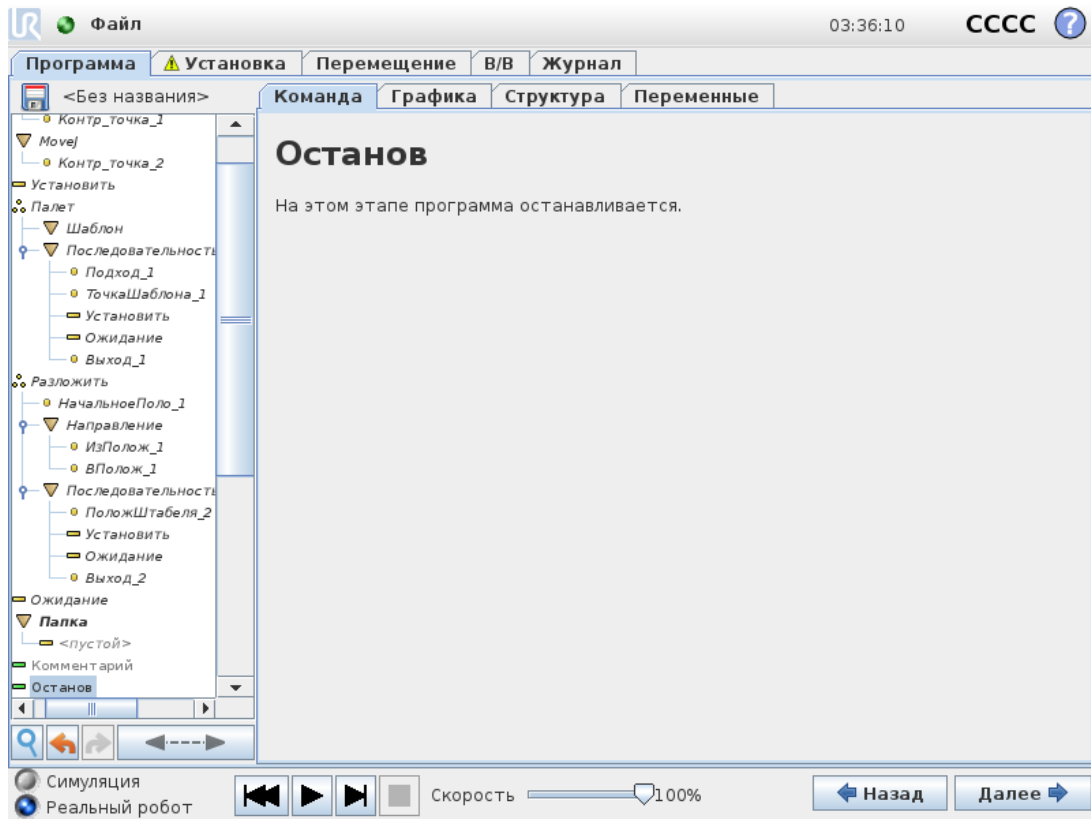 UR Файл 03:36:10 CCCC ?
Программа Установка Перемещение В/В Журнал
<Без названия> Команда Графика Структура Переменные
Контр_точка_1
MoveJ
Контр_точка_2
Установить
Палет
Шаблон
Последовательность
Подход_1
ТочкаШаблона_1
Установить
Ожидание
Выход_1
Разложить
НачальноеПоло_1
Направление
ИзПолож_1
ВПолож_1
Последовательность
ПоложШтабеля_2
Установить
Ожидание
Выход_2
Ожидание
Папка
<пустой>
Комментарий
Останов
Останов
На этом этапе программа останавливается.
Симуляция
Реальный робот
Скорость 100%
Назад Далее